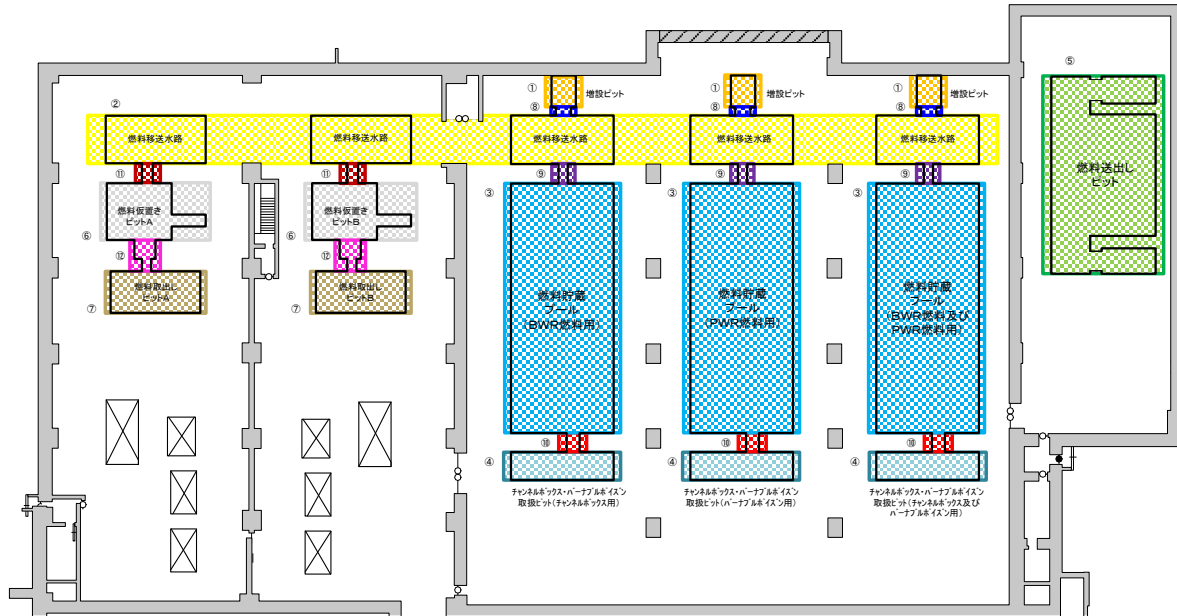 ⑤
①
増設ピット
①
増設ピット
①
増設ピット
②
⑧
⑧
⑧
燃料移送水路
燃料移送水路
燃料移送水路
燃料移送水路
燃料移送水路
⑪
⑪
⑨
⑨
⑨
燃料送出し
ピット
③
③
③
燃料仮置き
ピットA
燃料仮置き
ピットB
⑥
⑥
⑫
⑫
燃料取出し
ピットA
燃料取出し
ピットB
⑦
⑦
燃料貯蔵
プール
(BWR燃料用)
燃料貯蔵
プール
(PWR燃料用)
燃料貯蔵
プール
(BWR燃料及び
PWR燃料用)
⑩
⑩
⑩
④
④
④
チャンネルボックス・バーナブルポイズン
取扱ピット(チャンネルボックス用)
チャンネルボックス・バーナブルポイズン
取扱ピット(バーナブルポイズン用)
チャンネルボックス・バーナブルポイズン
取扱ピット(チャンネルボックス及び
バーナブルポイズン用)